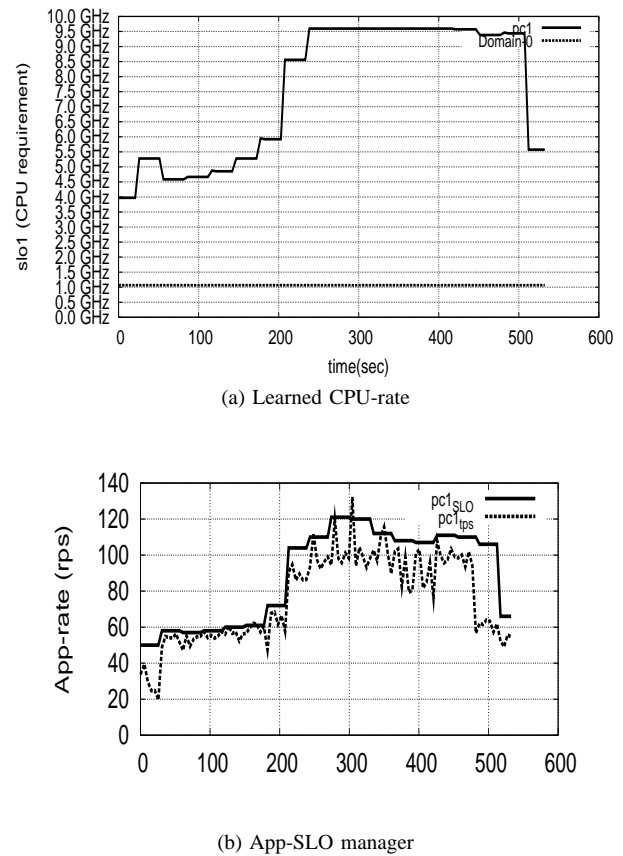 10.0 GHz
9.5 GHz
9.0 GHz
8.5 GHz
8.0 GHz
7.5 GHz
7.0 GHz
6.5 GHz
6.0 GHz
5.5 GHz
5.0 GHz
4.5 GHz
4.0 GHz
3.5 GHz
3.0 GHz
2.5 GHz
2.0 GHz
1.5 GHz
1.0 GHz
0.5 GHz
0.0 GHz
slo1 (CPU requirement)
pc1
Domain-0
0 100 200 300 400 500 600
time(sec)
(a) Learned CPU-rate
140
120
100
80
60
40
20
0
App-rate (rps)
pc1SLO
pc1tps
0 100 200 300 400 500 600
(b) App-SLO manager